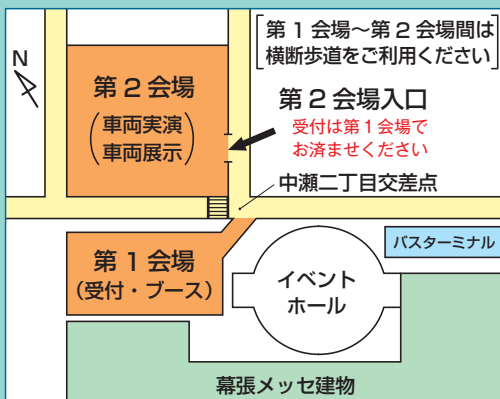 第1会場～第2会場間は
横断歩道をご利用ください
N
第2会場
車両実演
車両展示
第2会場入口
受付は第1会場で
お済ませください
中瀬二丁目交差点
バスターミナル
第1会場
(受付・ブース)
イベント
ホール
幕張メッセ建物